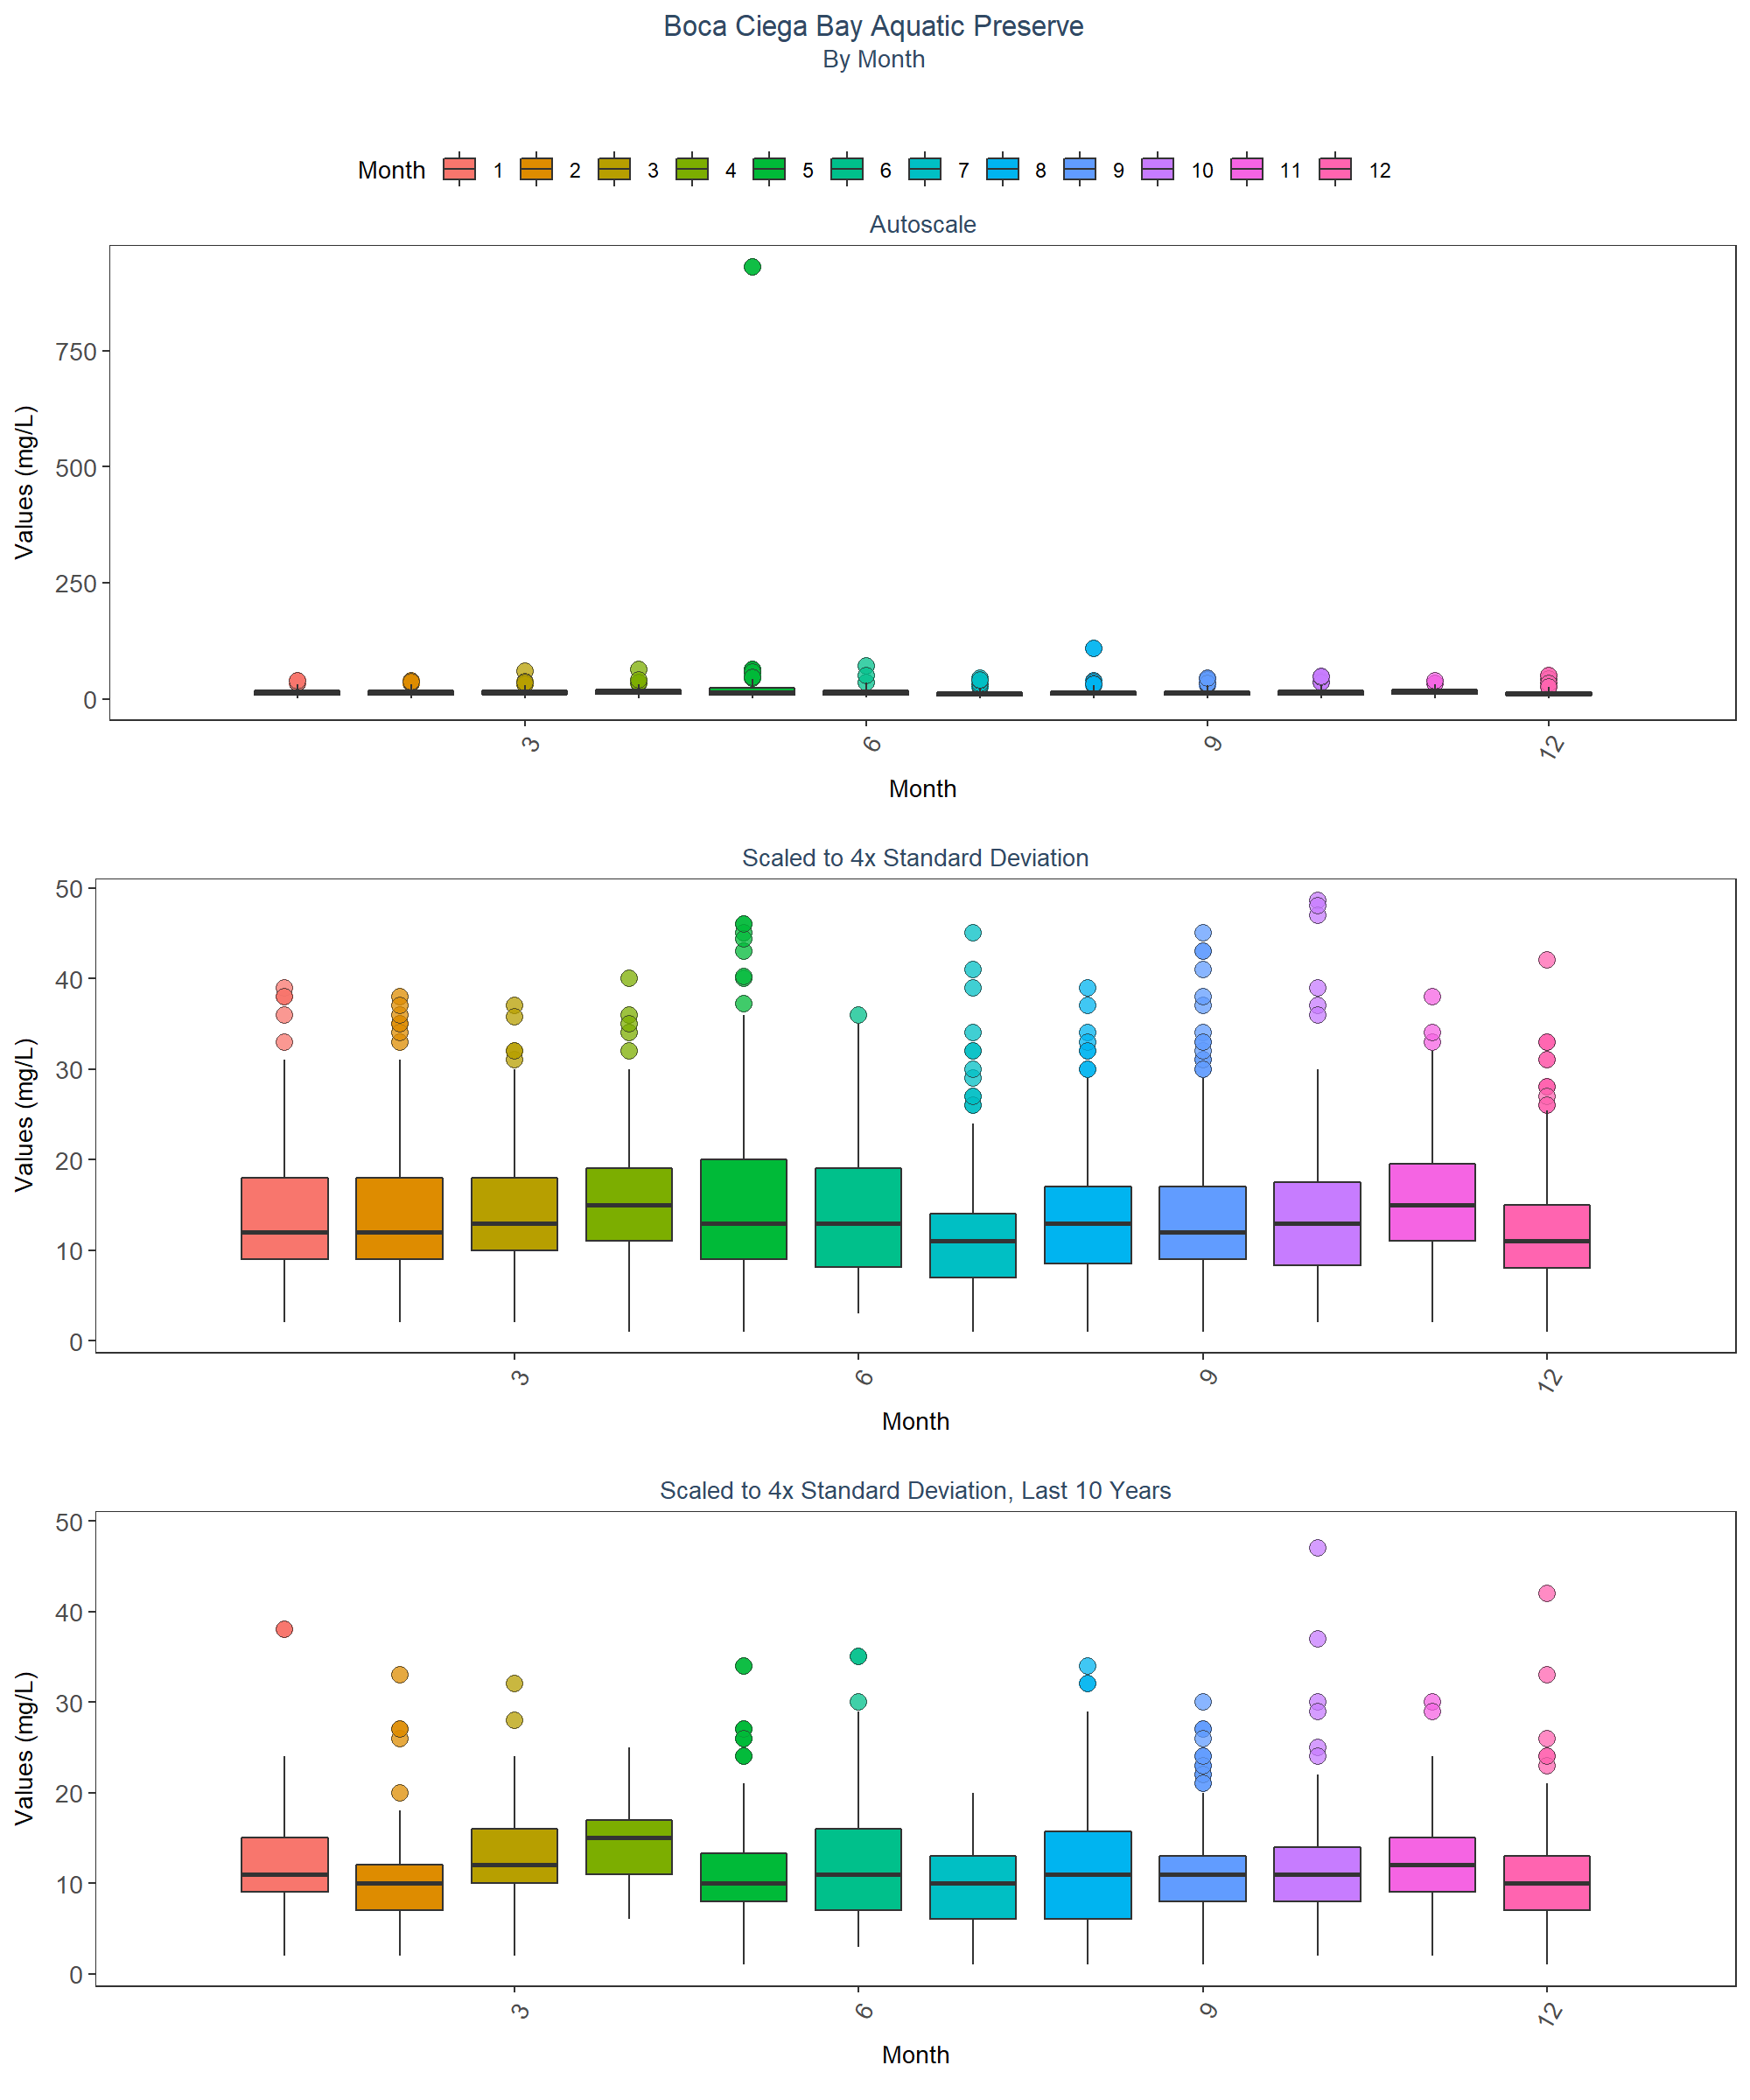 Boca Ciega Bay Aquatic Preserve
By Month
Month 1 2 3 4 5 6 7 8 9 10 11 12
Autoscale
Values (mg/L)
750
500
250
0
3 6 9 12
Month
Scaled to 4x Standard Deviation
Values (mg/L)
50
40
30
20
10
0
3 6 9 12
Month
Scaled to 4x Standard Deviation, Last 10 Years
Values (mg/L)
50
40
30
20
10
0
3 6 9 12
Month